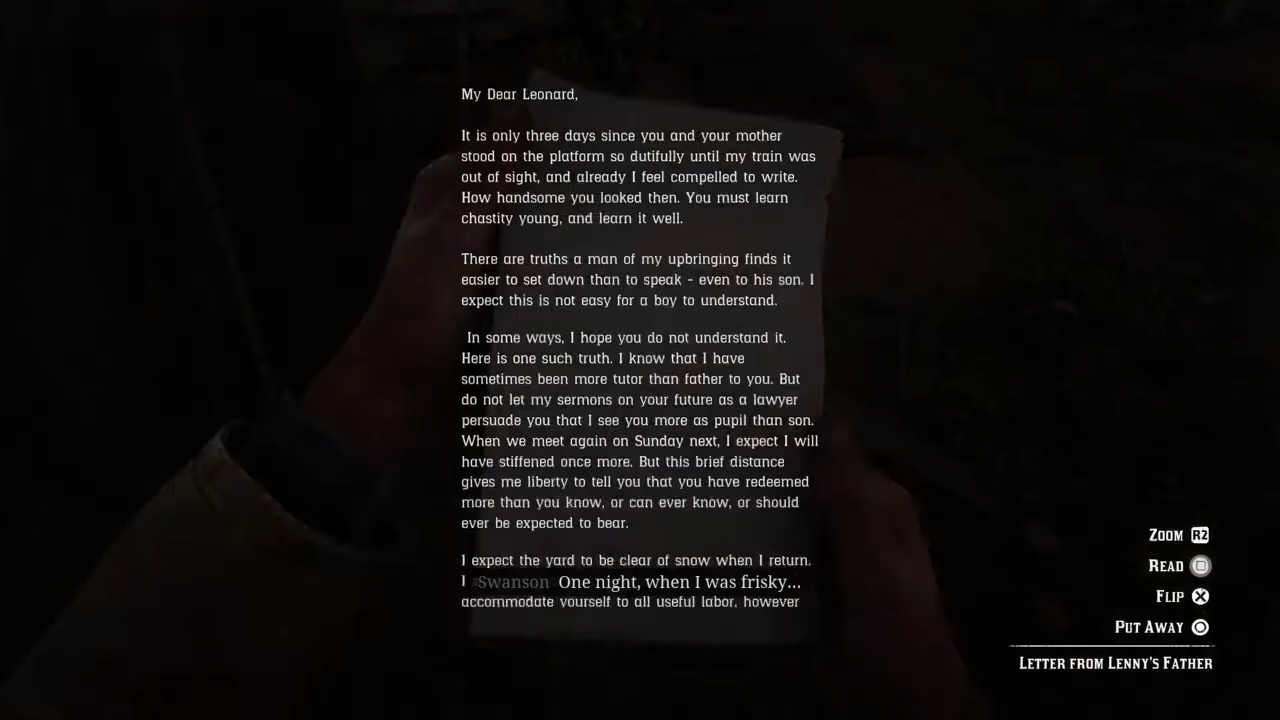 My Dear Leonard,
It is only three days since you and your mother
stood on the platform so dutifully until my train was
out of sight, and already I feel compelled to write.
How handsome you looked then. You must learn
chastity young, and learn it well.
There are truths a man of my upbringing finds it
easier to set down than to speak - even to his son. I
expect this is not easy for a boy to understand.
In some ways, I hope you do not understand it.
Here is one such truth. I know that I have
sometimes been more tutor than father to you. But
do not let my sermons on your future as a lawyer
persuade you that I see you more as pupil than son.
When we meet again on Sunday next, I expect I will
have stiffened once more. But this brief distance
gives me liberty to tell you that you have redeemed
more than you know, or can ever know, or should
ever be expected to bear.
I expect the yard to be clear of snow when I return.
I
Swanson One night, when I was frisky...
accommodate yourself to all useful labor, however
ZOOM R2
READ
FLIP
PUT AWAY
LETTER FROM LENNY'S FATHER